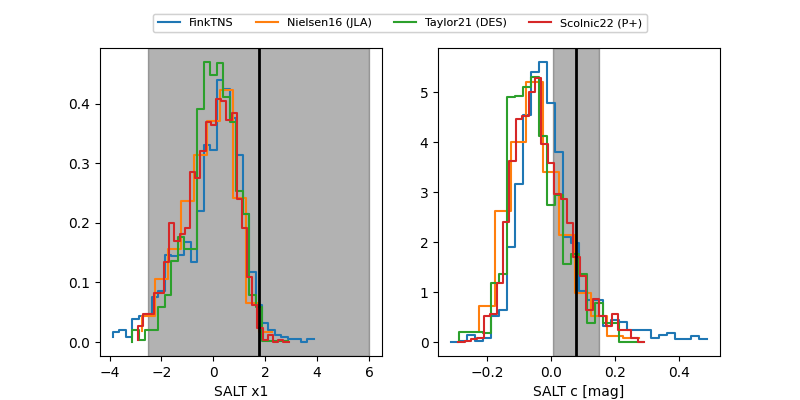 FinkTNS Nielsen16 (JLA) Taylor21 (DES) Scolnic22 (P+)
0.4
0.3
0.2
0.1
0.0
−4 −2 0 2 4 6
SALT x1
5
4
3
2
1
0
−0.2 0.0 0.2 0.4
SALT c [mag]